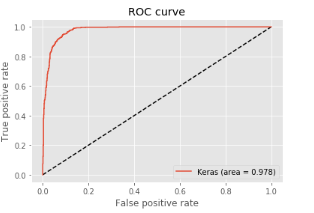 ROC curve
1.0
0.8
0.6
0.4
0.2
0.0
True positive rate
Keras (area = 0.978)
0.0 0.2 0.4 0.6 0.8 1.0
False positive rate